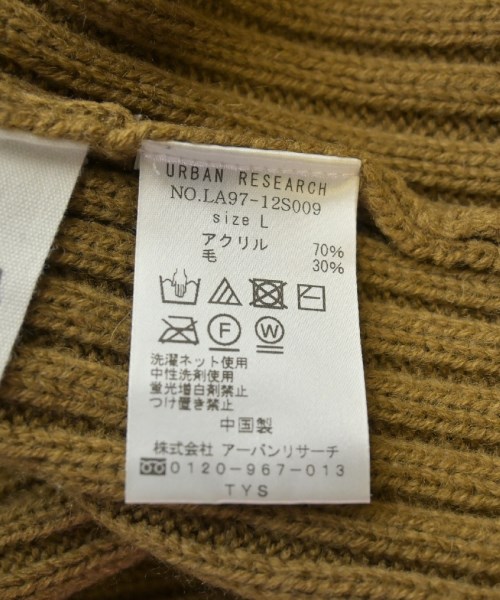 URBAN RESEARCH
NO.LA97-12S009
size L
アクリル 70%
毛 30%
F W
洗濯ネット使用
中性洗剤使用
蛍光増白剤禁止
つけ置き禁止
中国製
株式会社 アーバンリサーチ
0120-967-013
TYS